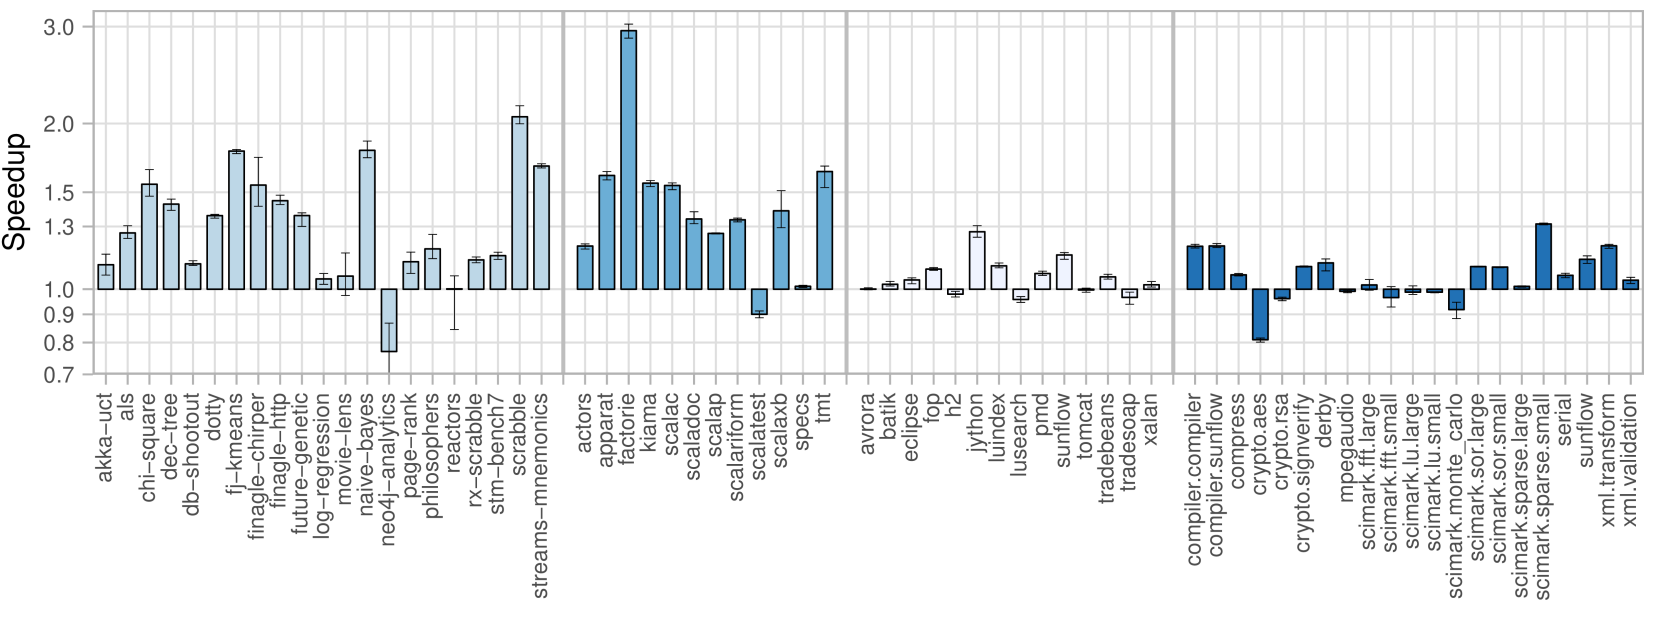 Speedup
3.0
2.0
1.5
1.3
1.0
0.9
0.8
0.7
akka−uct
als
chi−square
dec−tree
db−shootout
dotty
fj−kmeans
finagle−chirper
finagle−http
future−genetic
log−regression
movie−lens
naive−bayes
neo4j−analytics
page−rank
philosophers
reactors
rx−scrabble
stm−bench7
scrabble
streams−mnemonics
actors
apparat
factorie
kiama
scalac
scaladoc
scalap
scalariform
scalatest
scalaxb
specs
tmt
avrora
batik
eclipse
fop
h2
jython
luindex
lusearch
pmd
sunflow
tomcat
tradebeans
tradesoap
xalan
compiler.compiler
compiler.sunflow
compress
crypto.aes
crypto.rsa
crypto.signverify
derby
mpegaudio
scimark.fft.large
scimark.fft.small
scimark.lu.large
scimark.lu.small
scimark.monte_carlo
scimark.sor.large
scimark.sor.small
scimark.sparse.large
scimark.sparse.small
serial
sunflow
xml.transform
xml.validation